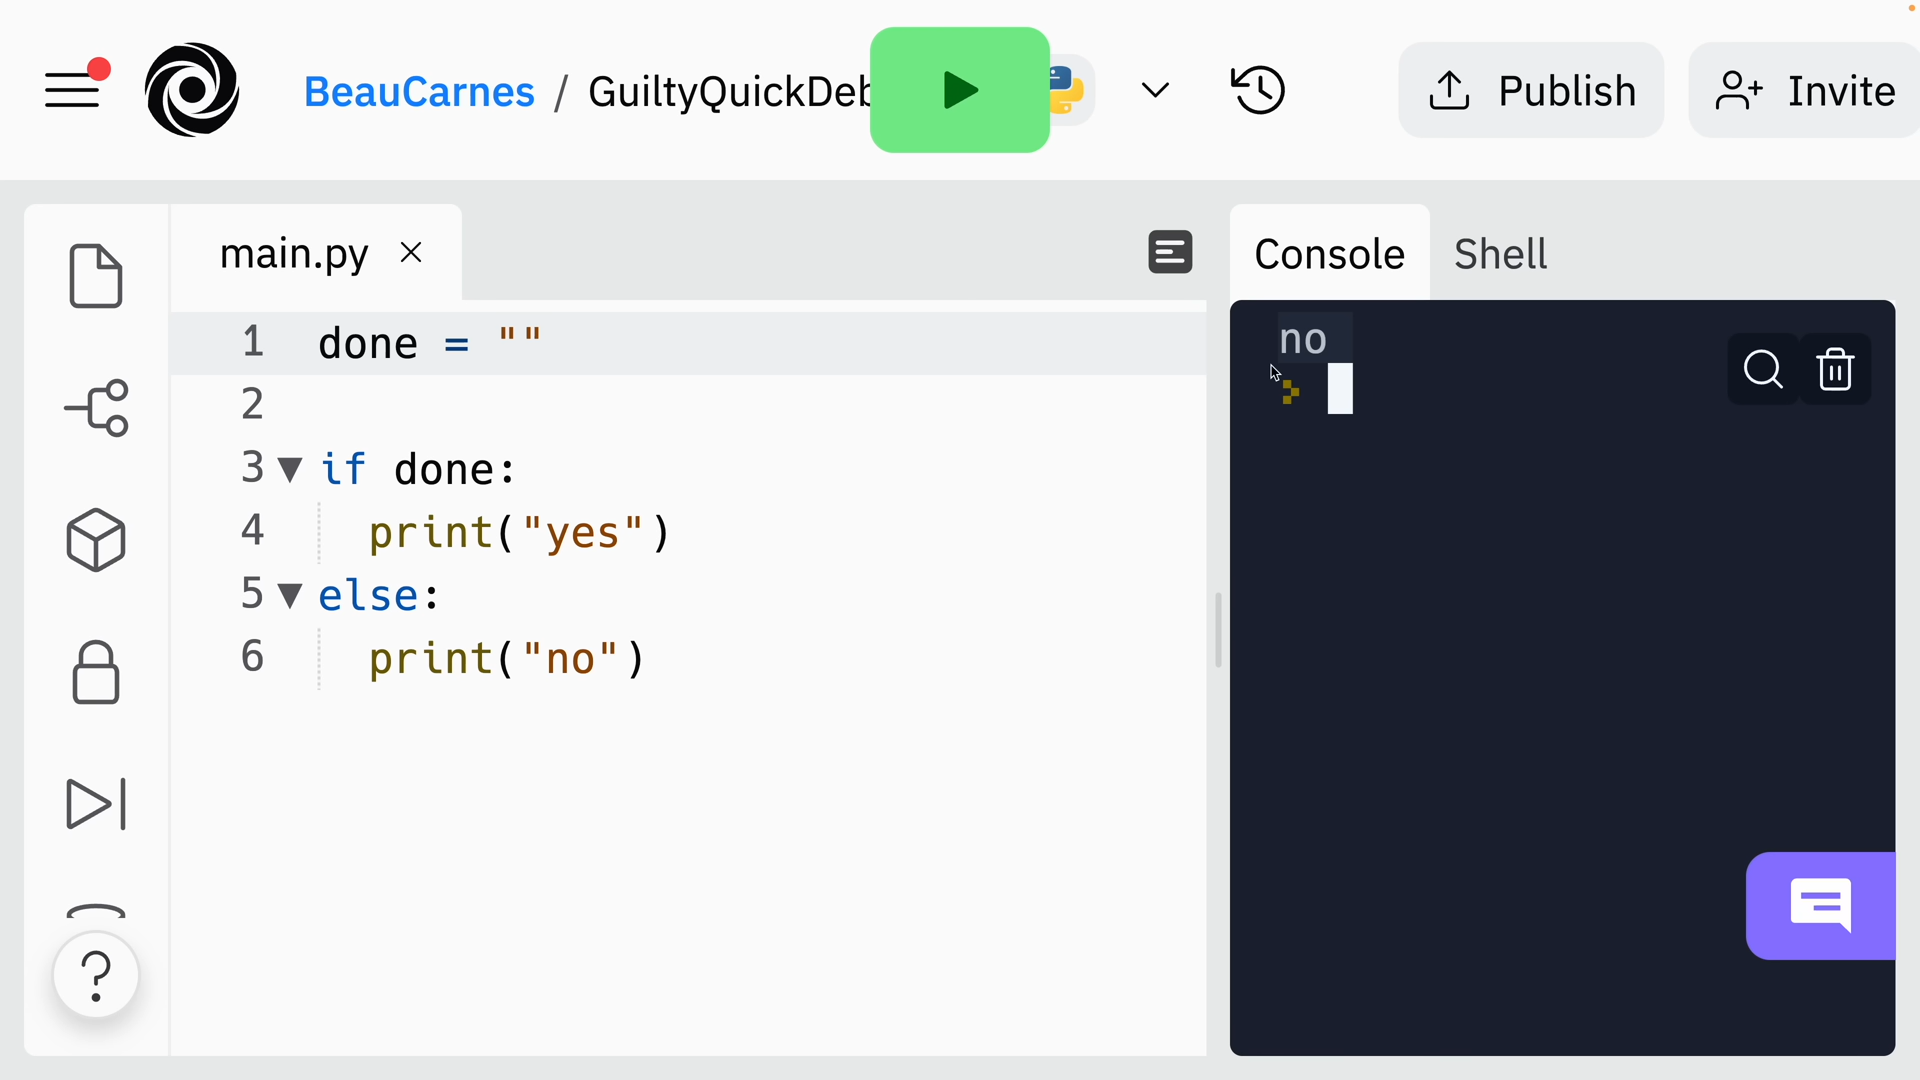 BeauCarnes / GuiltyQuickDeb
Publish
Invite
main.py
Console
Shell
1 done = ""
2
3 if done:
4 print("yes")
5 else:
6 print("no")
no
?